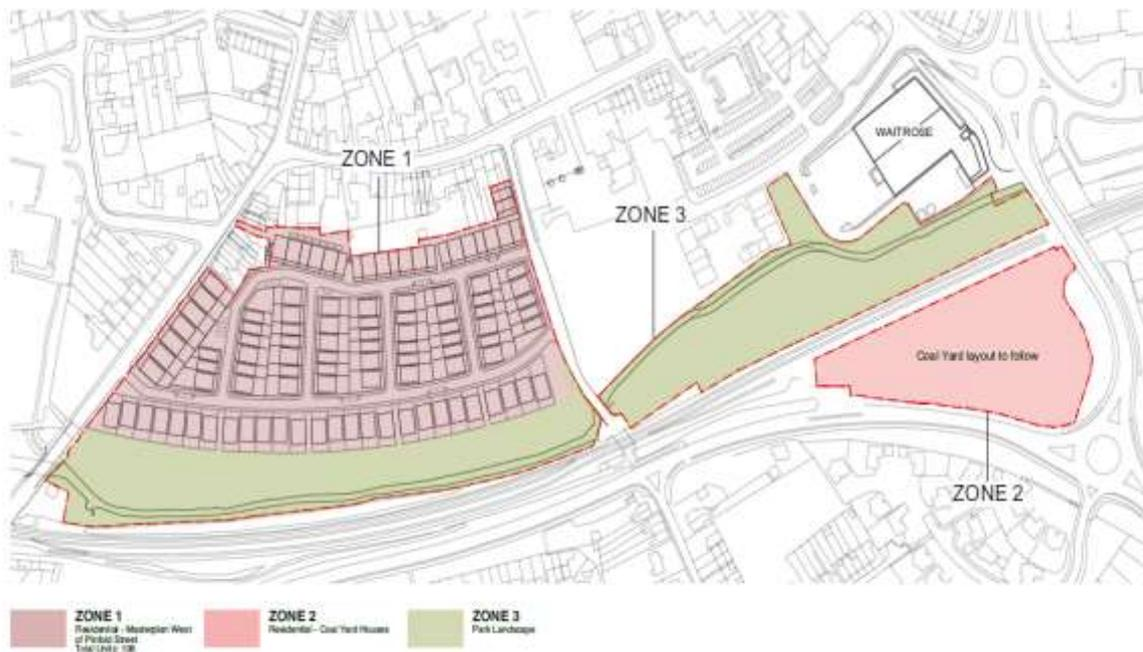 WAITROSE
ZONE 1
ZONE 3
Coal Yard layout to follow
ZONE 2
ZONE 1
Residential - Masterplan West
of Pinfold Street
Total Units: 108
ZONE 2
Residential - Coal Yard Houses
ZONE 3
Park Landscape